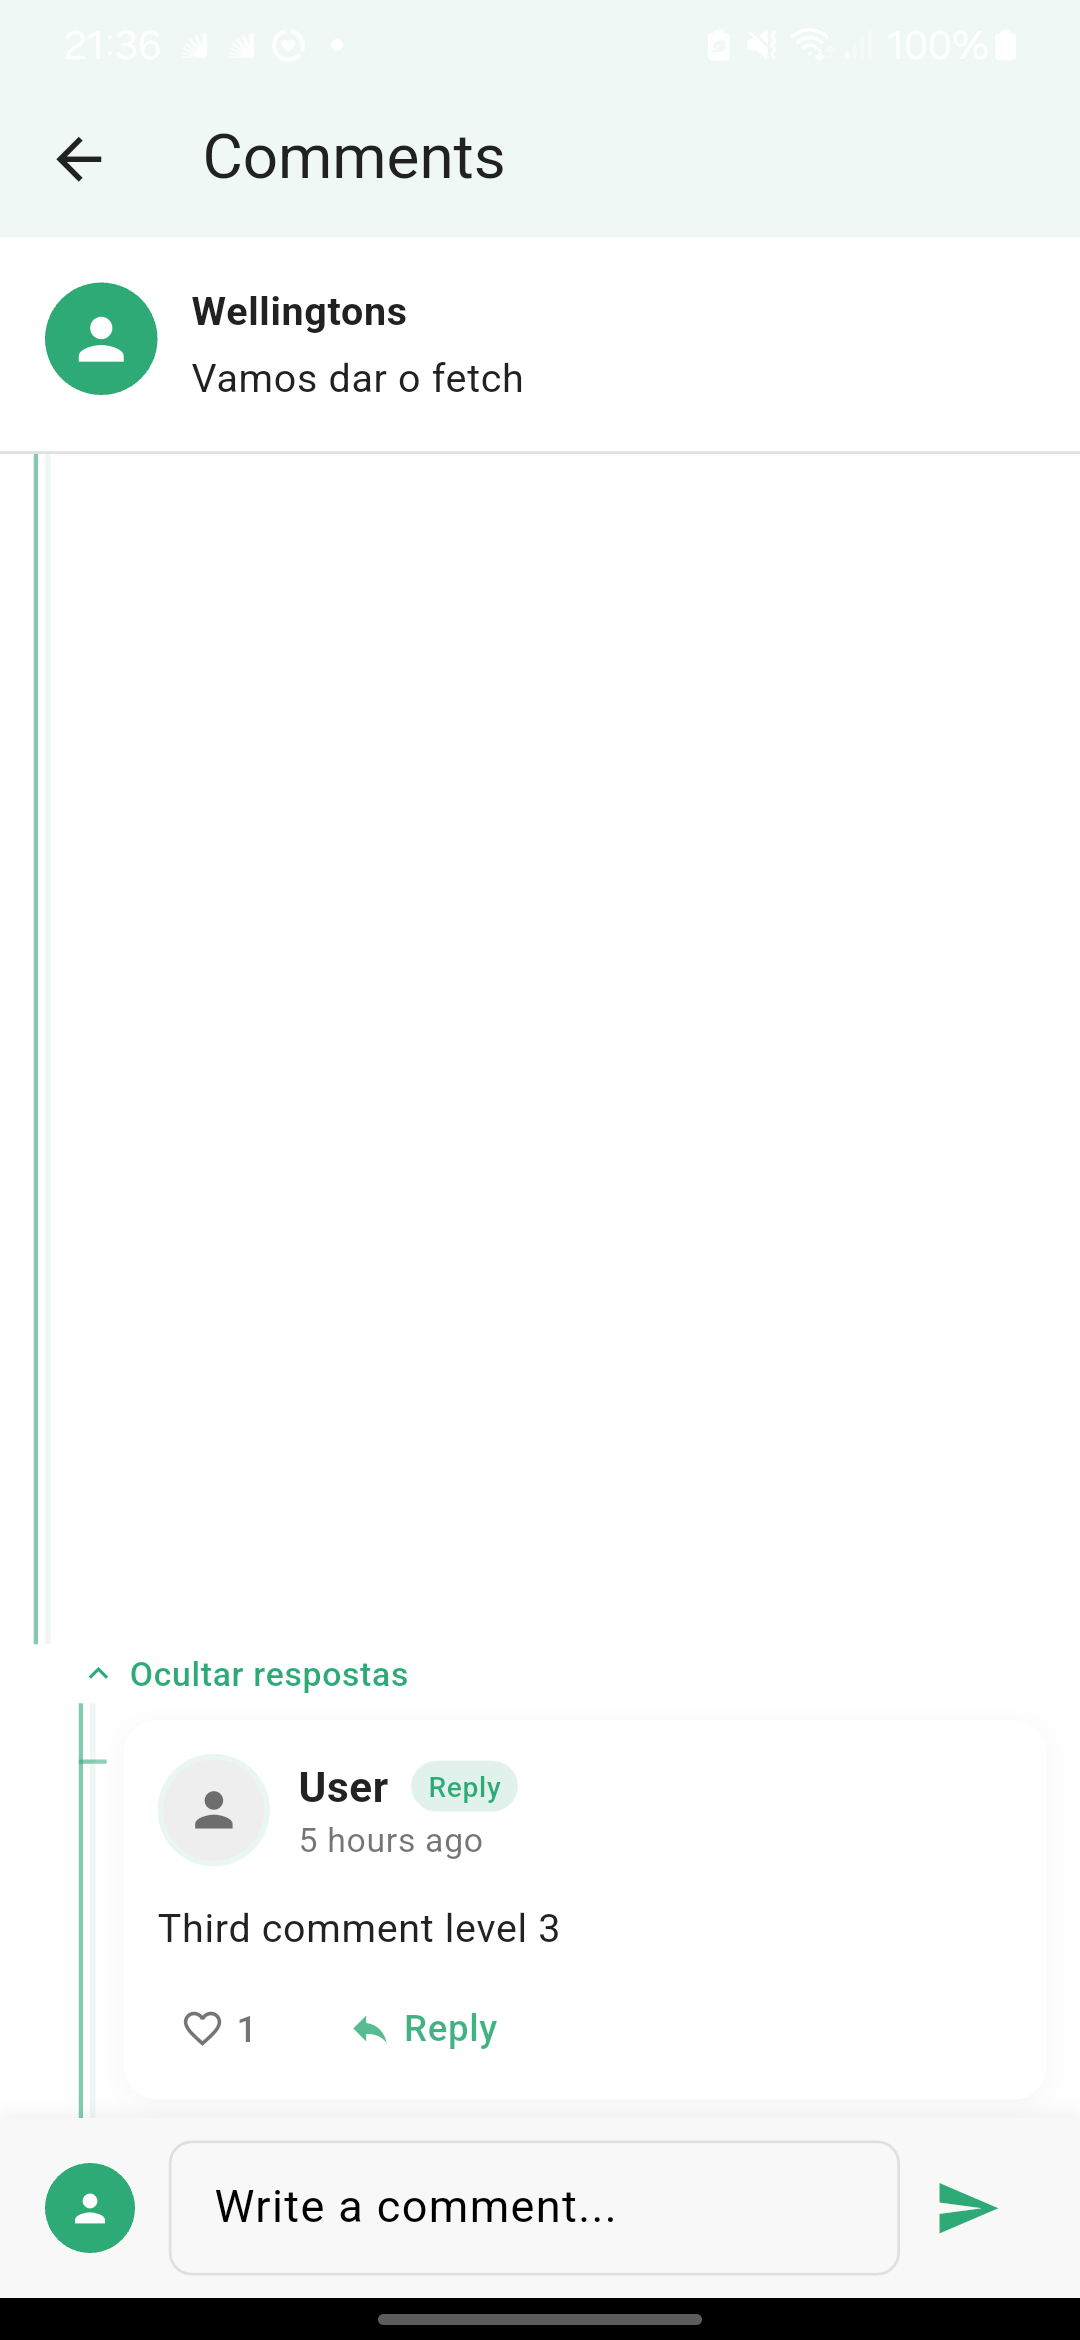 21:36
100%
Comments
Wellingtons
Vamos dar o fetch
Ocultar respostas
User Reply
5 hours ago
Third comment level 3
1 Reply
Write a comment...